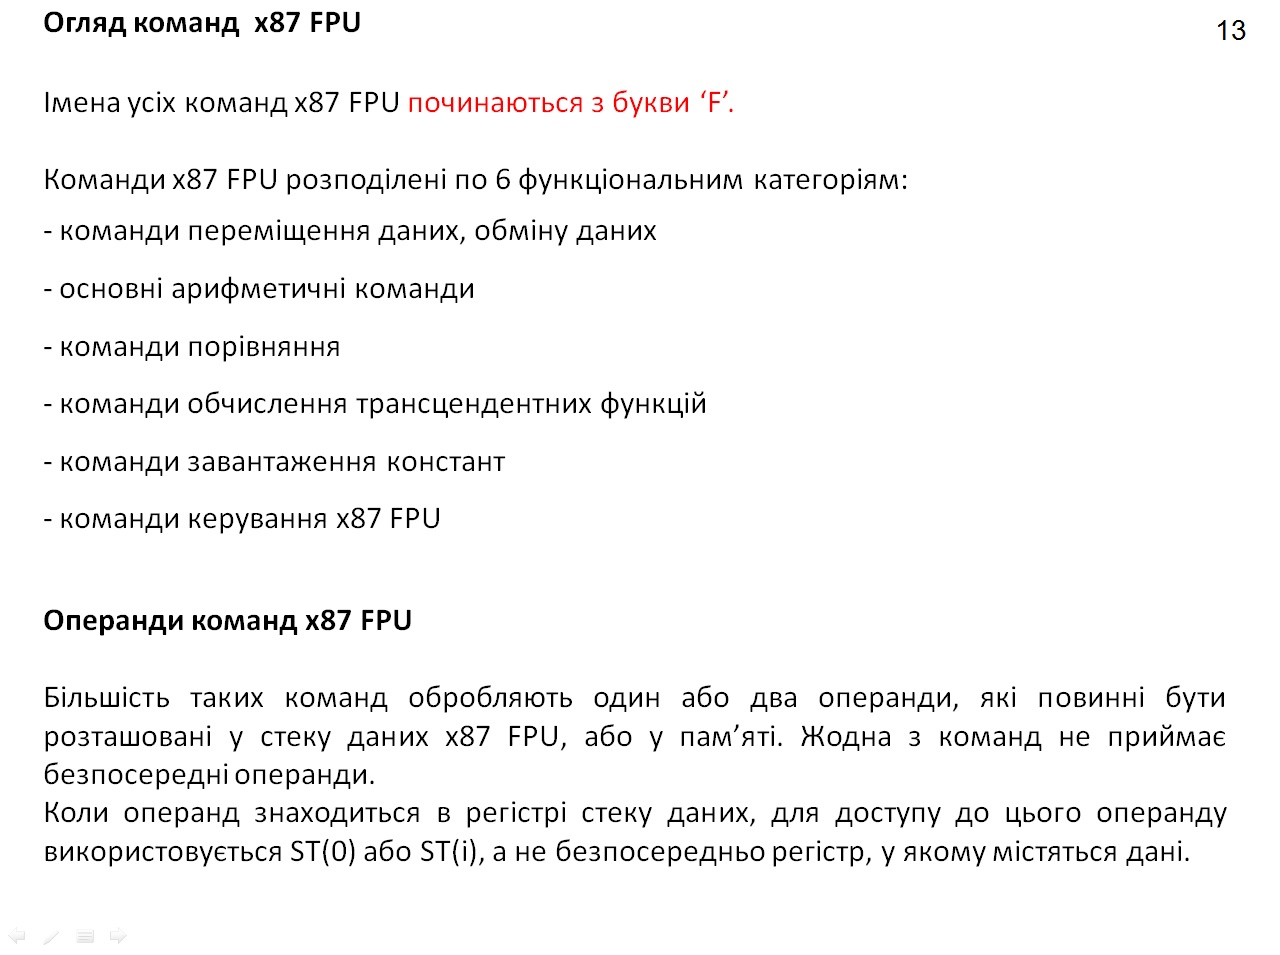 Огляд команд x87 FPU
13
Імена усіх команд x87 FPU починаються з букви ‘F’.
Команди x87 FPU розподілені по 6 функціональним категоріям:
- команди переміщення даних, обміну даних
- основні арифметичні команди
- команди порівняння
- команди обчислення трансцендентних функцій
- команди завантаження констант
- команди керування x87 FPU
Операнди команд x87 FPU
Більшість таких команд обробляють один або два операнди, які повинні бути
розташовані у стеку даних x87 FPU, або у пам’яті. Жодна з команд не приймає
безпосередні операнди.
Коли операнд знаходиться в регістрі стеку даних, для доступу до цього операнду
використовується ST(0) або ST(i), а не безпосередньо регістр, у якому містяться дані.